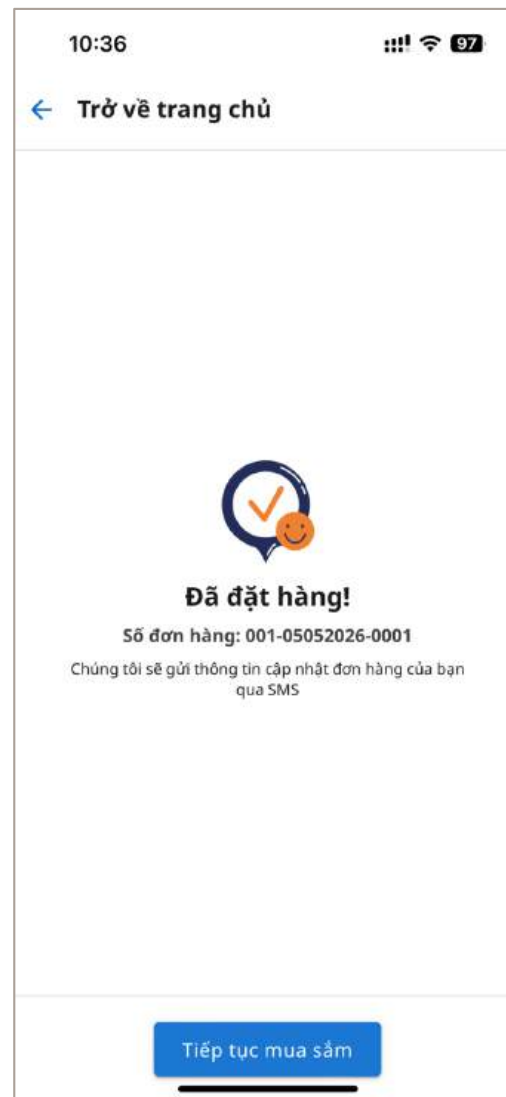 10:36
97
Trở về trang chủ
Đã đặt hàng!
Số đơn hàng: 001-05052026-0001
Chúng tôi sẽ gửi thông tin cập nhật đơn hàng của bạn
qua SMS
Tiếp tục mua sắm